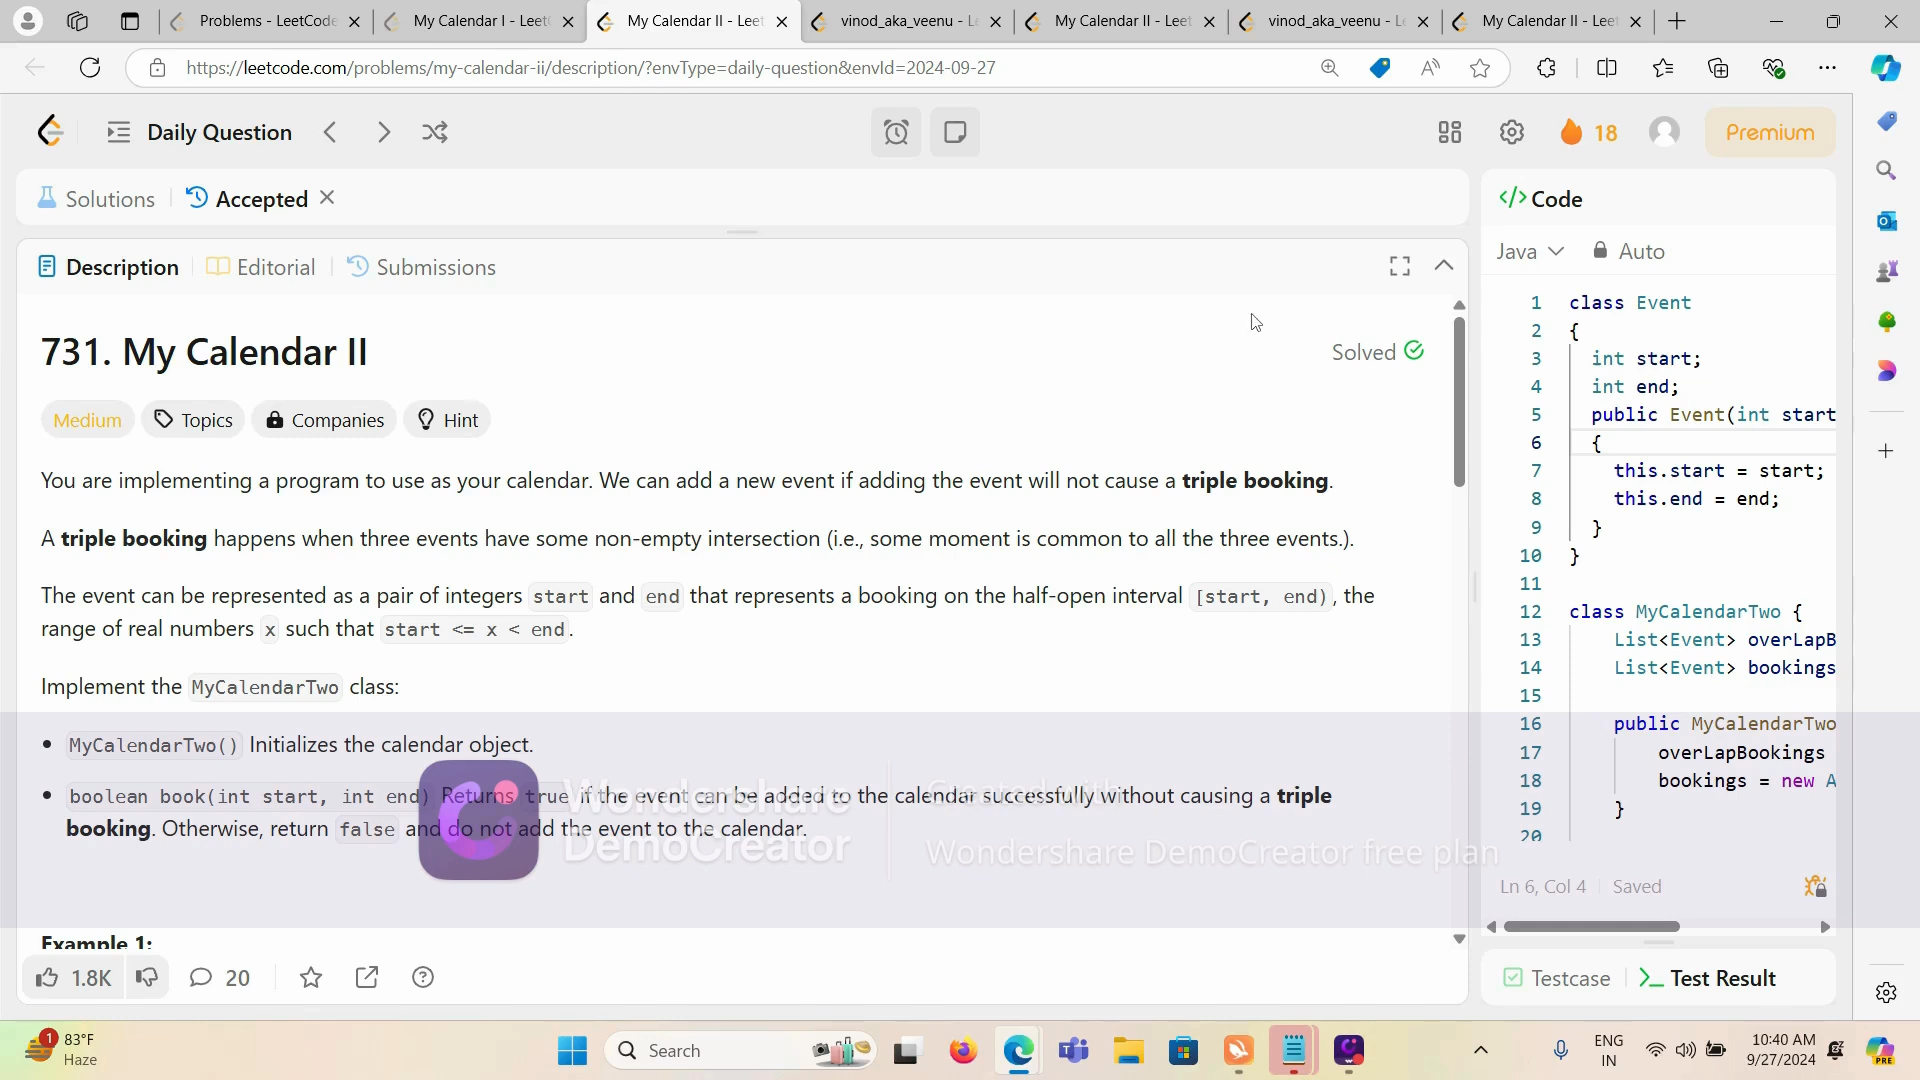 Problems - LeetCode
My Calendar I - Leet
My Calendar II - Leet
vinod_aka_veenu - Le
My Calendar II - Leet
vinod_aka_veenu - Le
My Calendar II - Leet
https://leetcode.com/problems/my-calendar-ii/description/?envType=daily-question&envId=2024-09-27
Daily Question
18
Premium
Solutions
Accepted
</> Code
Description
Editorial
Submissions
Java
Auto
731. My Calendar II
Solved
Medium
Topics
Companies
Hint
You are implementing a program to use as your calendar. We can add a new event if adding the event will not cause a triple booking.
A triple booking happens when three events have some non-empty intersection (i.e., some moment is common to all the three events.).
The event can be represented as a pair of integers start and end that represents a booking on the half-open interval [start, end), the
range of real numbers x such that start <= x < end.
Implement the MyCalendarTwo class:
• MyCalendarTwo() Initializes the calendar object.
• boolean book(int start, int end) Returns true if the event can be added to the calendar successfully without causing a triple
booking. Otherwise, return false and do not add the event to the calendar.
Example 1:
1 class Event
2 {
3 int start;
4 int end;
5 public Event(int start
6 {
7 this.start = start;
8 this.end = end;
9 }
10 }
11
12 class MyCalendarTwo {
13 List<Event> overLapB
14 List<Event> bookings
15
16 public MyCalendarTwo
17 overLapBookings
18 bookings = new A
19 }
20
Wondershare
DemoCreator
Created with
Wondershare DemoCreator free plan
Ln 6, Col 4
Saved
1.8K
20
Testcase
Test Result
1
83°F
Haze
Search
ENG
IN
10:40 AM
9/27/2024
PRE